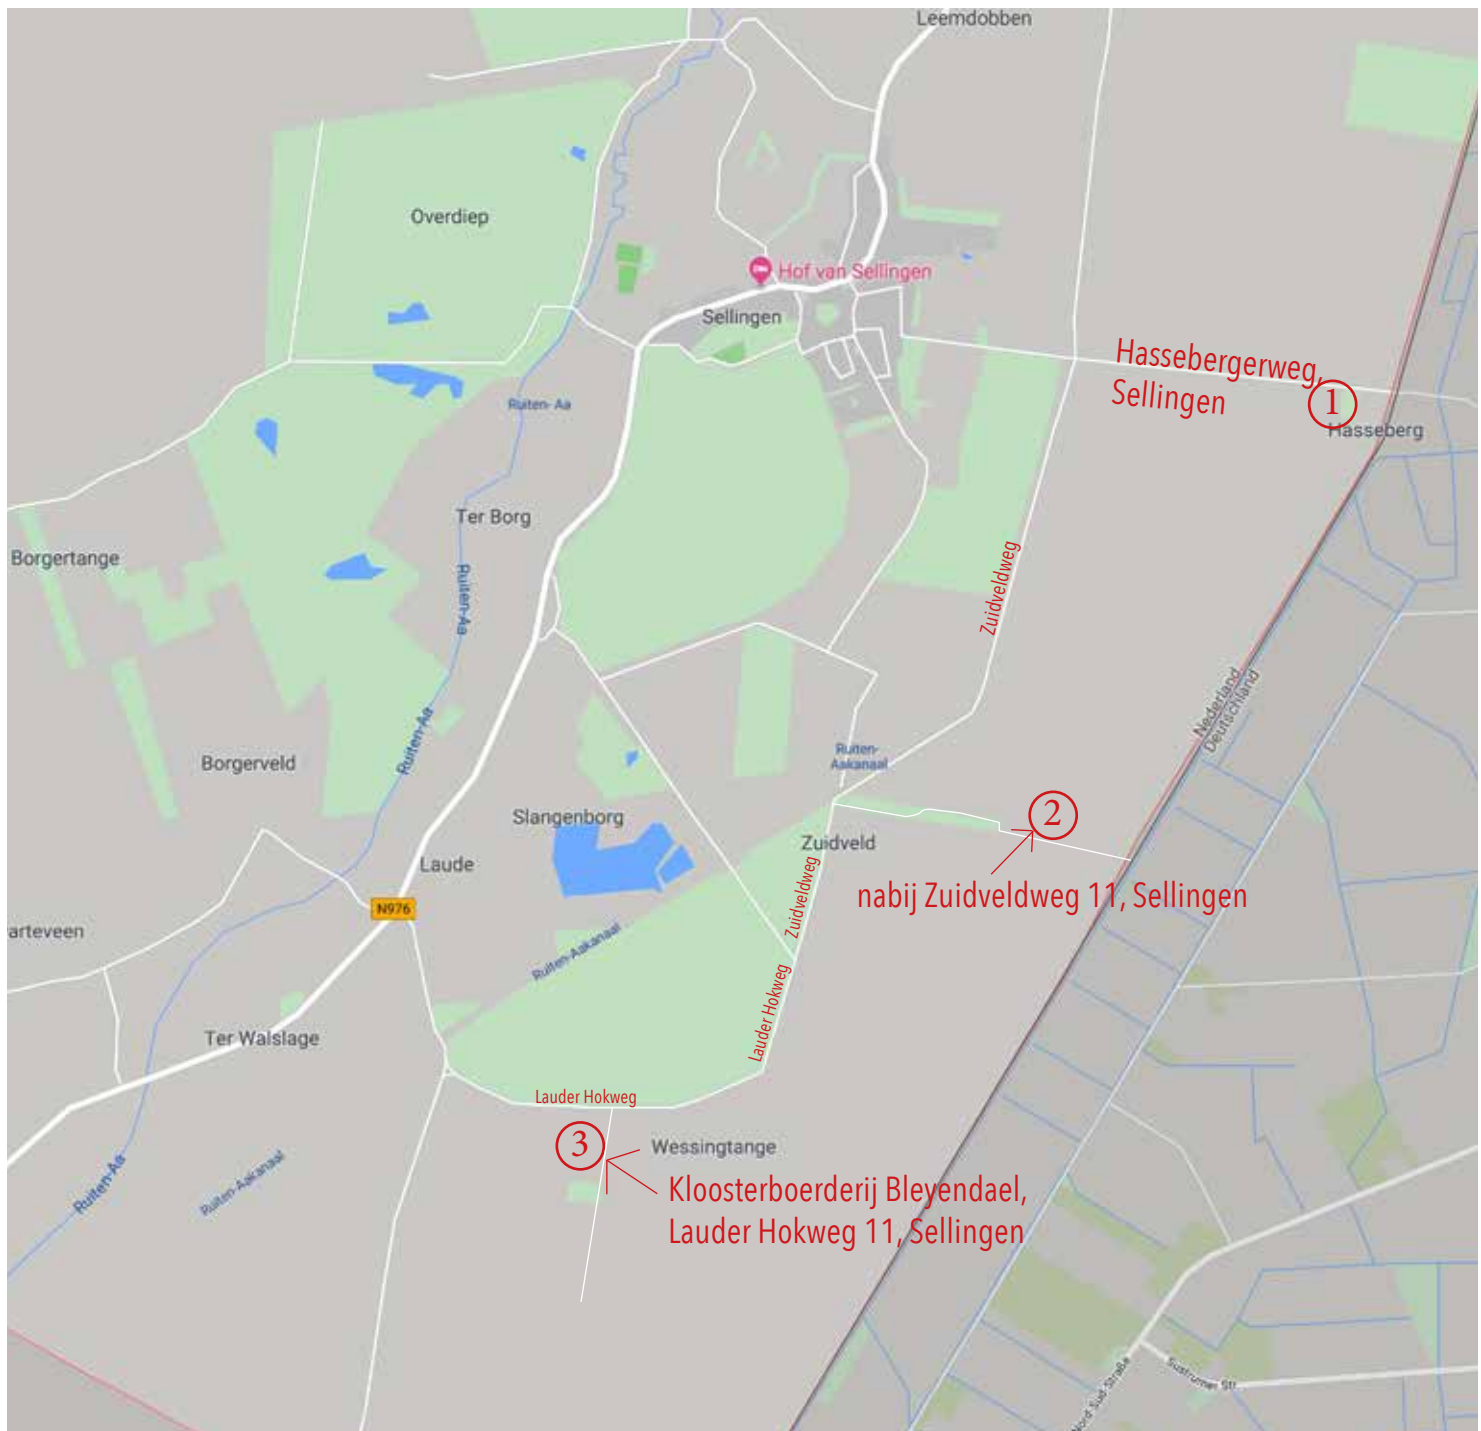 Leemdobben
Overdiep
Hof van Sellingen
Sellingen
Hassebergerweg,
Sellingen
1
Hasseberg
Ruiten- Aa
Ter Borg
Borgertange
Ruiten-Aa
Zuidveldweg
Nederland
Deutschland
Ruiten-Aa
Borgerveld
Ruiten-
Aakanaal
Slangenborg
2
Zuidveld
Laude
Zuidveldweg
nabij Zuidveldweg 11, Sellingen
N976
arteveen
Ruiten-Aakanaal
Lauder Hokweg
Ter Walslage
Lauder Hokweg
3
Wessingtange
Ruiten-Aa
Ruiten-Aakanaal
Kloosterboerderij Bleyendael,
Lauder Hokweg 11, Sellingen
Nord-Süd-Straße
Sustrumer Str.